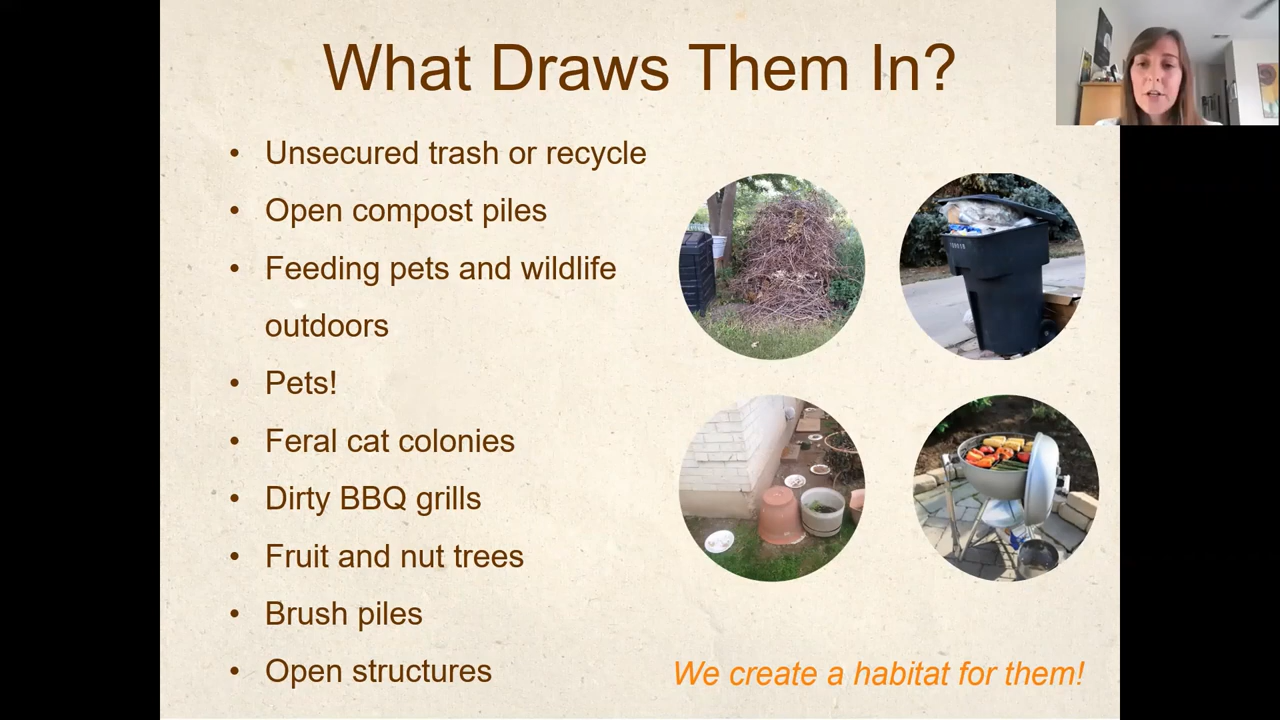 What Draws Them In?
• Unsecured trash or recycle
• Open compost piles
• Feeding pets and wildlife
outdoors
• Pets!
• Feral cat colonies
• Dirty BBQ grills
• Fruit and nut trees
• Brush piles
• Open structures
We create a habitat for them!